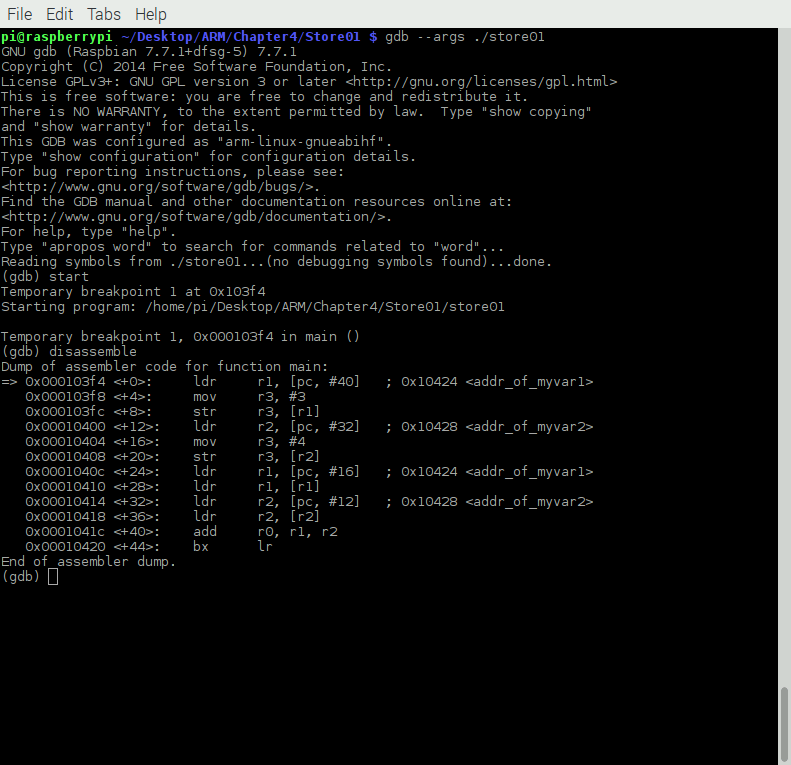 File Edit Tabs Help
pi@raspberrypi ~/Desktop/ARM/Chapter4/Store01 $ gdb --args ./store01
GNU gdb (Raspbian 7.7.1+dfsg-5) 7.7.1
Copyright (C) 2014 Free Software Foundation, Inc.
License GPLv3+: GNU GPL version 3 or later <http://gnu.org/licenses/gpl.html>
This is free software: you are free to change and redistribute it.
There is NO WARRANTY, to the extent permitted by law.  Type "show copying"
and "show warranty" for details.
This GDB was configured as "arm-linux-gnueabihf".
Type "show configuration" for configuration details.
For bug reporting instructions, please see:
<http://www.gnu.org/software/gdb/bugs/>.
Find the GDB manual and other documentation resources online at:
<http://www.gnu.org/software/gdb/documentation/>.
For help, type "help".
Type "apropos word" to search for commands related to "word"...
Reading symbols from ./store01...(no debugging symbols found)...done.
(gdb) start
Temporary breakpoint 1 at 0x103f4
Starting program: /home/pi/Desktop/ARM/Chapter4/Store01/store01
Temporary breakpoint 1, 0x000103f4 in main ()
(gdb) disassemble
Dump of assembler code for function main:
=> 0x000103f4 <+0>:     ldr     r1, [pc, #40]   ; 0x10424 <addr_of_myvar1>
   0x000103f8 <+4>:     mov     r3, #3
   0x000103fc <+8>:     str     r3, [r1]
   0x00010400 <+12>:    ldr     r2, [pc, #32]   ; 0x10428 <addr_of_myvar2>
   0x00010404 <+16>:    mov     r3, #4
   0x00010408 <+20>:    str     r3, [r2]
   0x0001040c <+24>:    ldr     r1, [pc, #16]   ; 0x10424 <addr_of_myvar1>
   0x00010410 <+28>:    ldr     r1, [r1]
   0x00010414 <+32>:    ldr     r2, [pc, #12]   ; 0x10428 <addr_of_myvar2>
   0x00010418 <+36>:    ldr     r2, [r2]
   0x0001041c <+40>:    add     r0, r1, r2
   0x00010420 <+44>:    bx      lr
End of assembler dump.
(gdb)